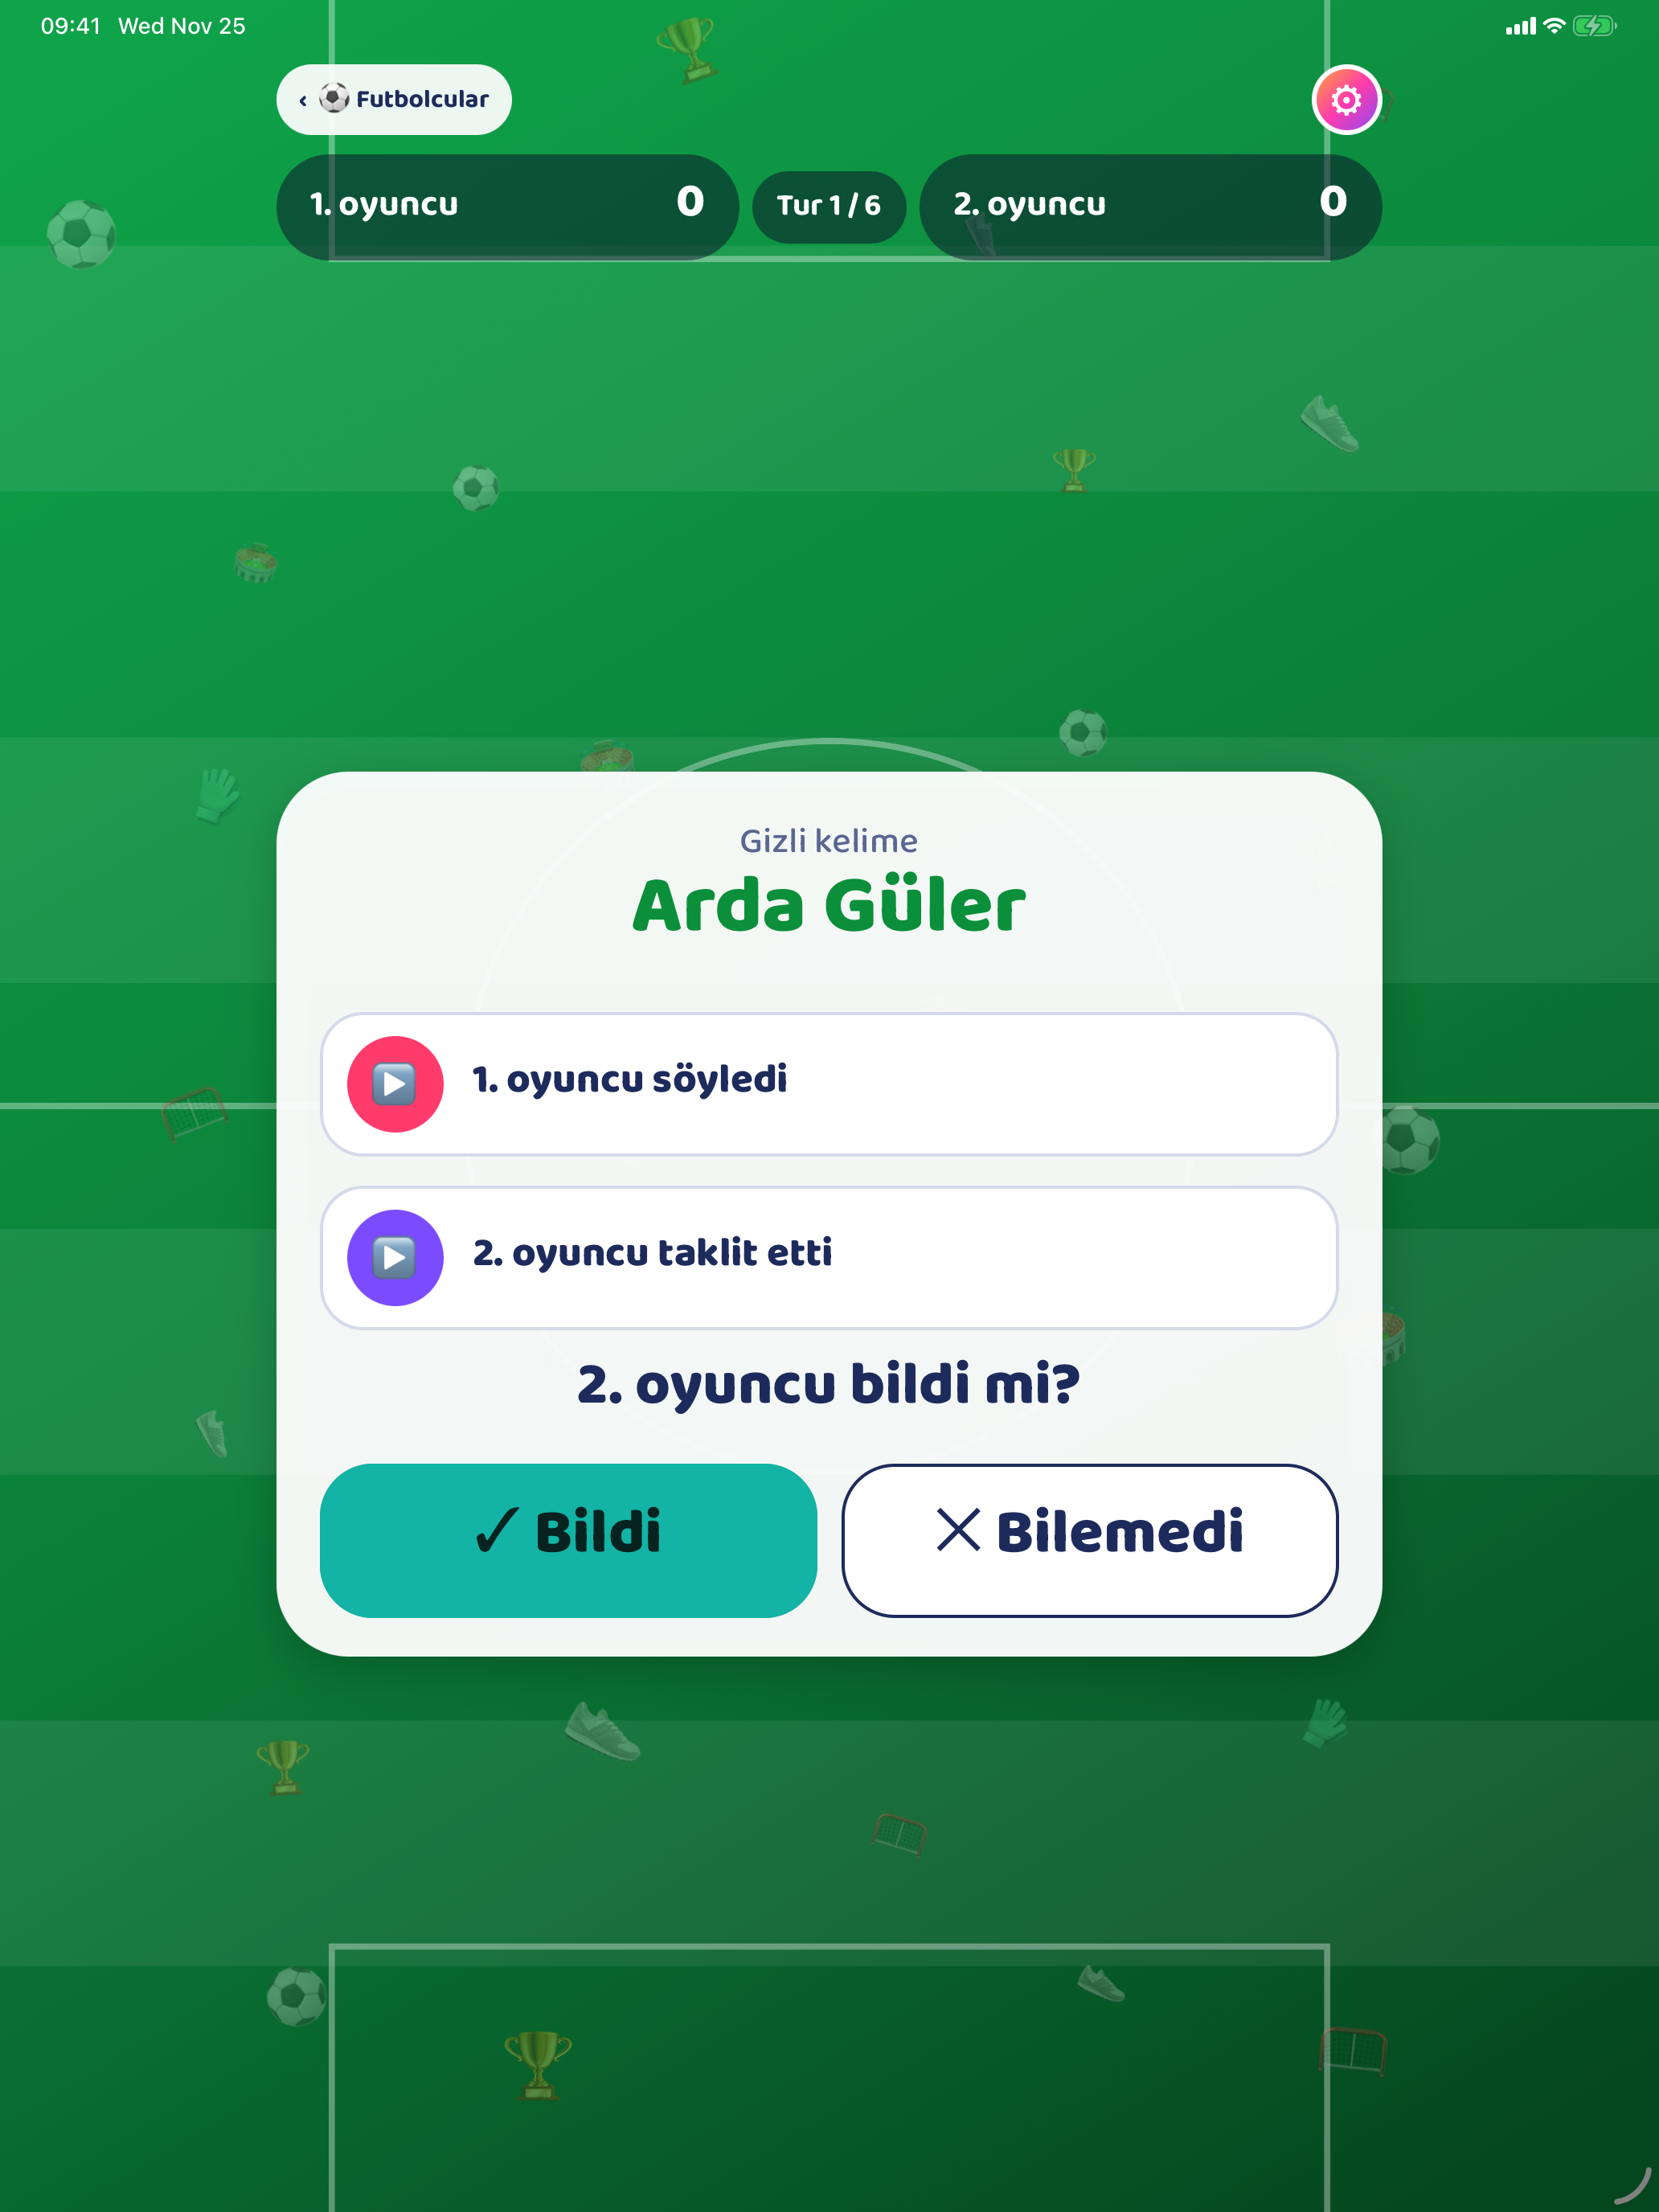 09:41 Wed Nov 25
‹ ⚽ Futbolcular
1. oyuncu 0
Tur 1 / 6
2. oyuncu 0
Gizli kelime
Arda Güler
1. oyuncu söyledi
2. oyuncu taklit etti
2. oyuncu bildi mi?
✓ Bildi
✕ Bilemedi